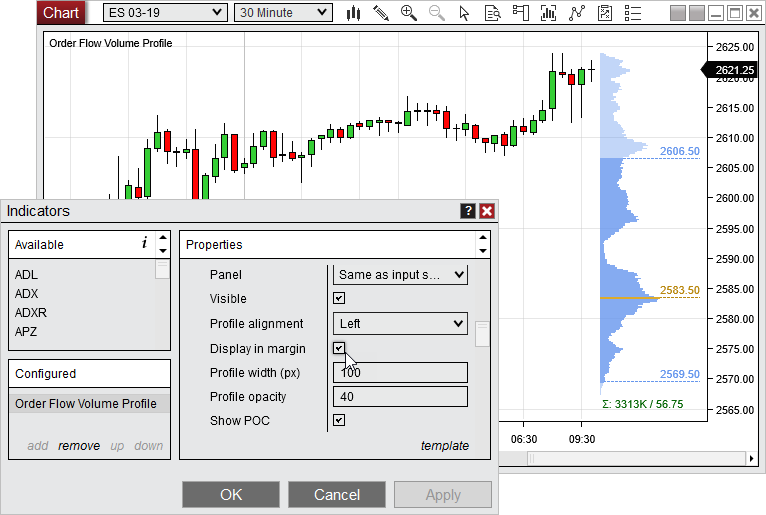 Chart ES 03-19 30 Minute
Order Flow Volume Profile
2625.00
2621.25
2615.00
2610.00
2606.50
2605.00
2600.00
2595.00
2590.00
2583.50
2585.00
2580.00
2575.00
2569.50
2570.00
Σ: 3313K / 56.75
2565.00
06:30 09:30
Indicators ?
Available i
ADL
ADX
ADXR
APZ
Configured
Order Flow Volume Profile
add remove up down
Properties
Panel Same as input s...
Visible
Profile alignment Left
Display in margin
Profile width (px) 100
Profile opacity 40
Show POC
template
OK Cancel Apply